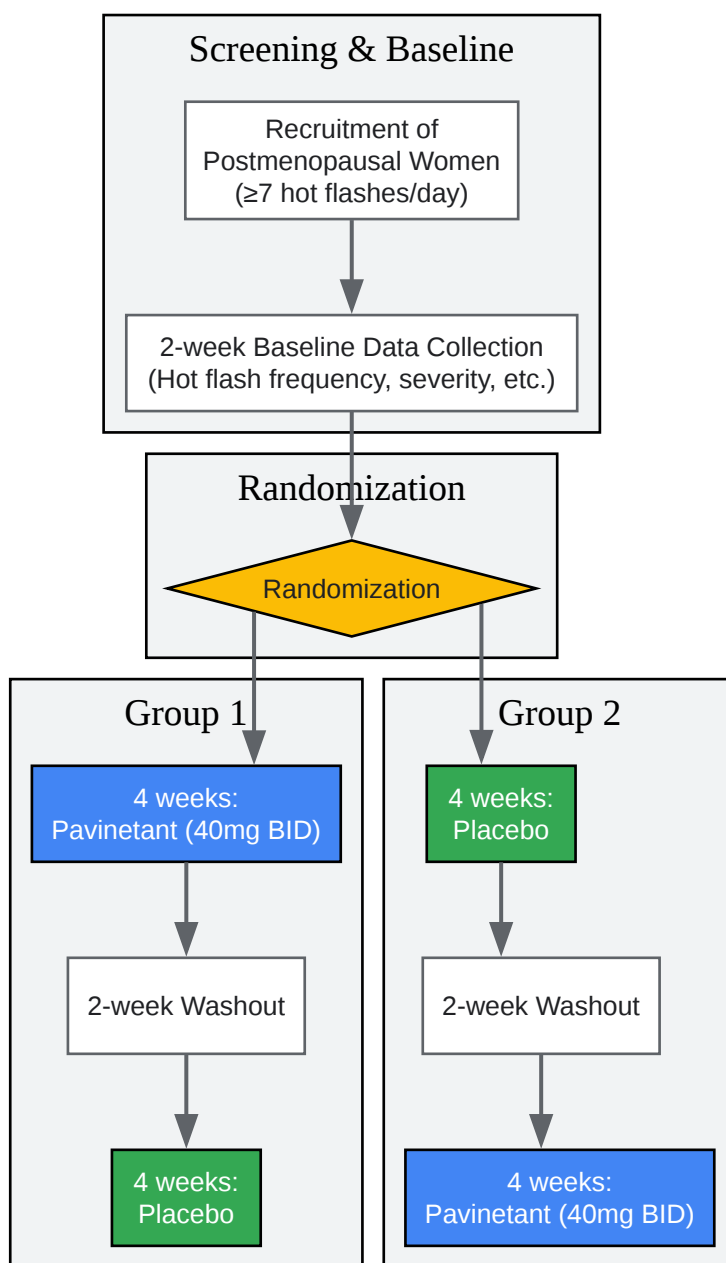 Screening & Baseline
Recruitment of
Postmenopausal Women
(≥7 hot flashes/day)
2-week Baseline Data Collection
(Hot flash frequency, severity, etc.)
Randomization
Randomization
Group 1
4 weeks:
Pavinetant (40mg BID)
2-week Washout
4 weeks:
Placebo
Group 2
4 weeks:
Placebo
2-week Washout
4 weeks:
Pavinetant (40mg BID)